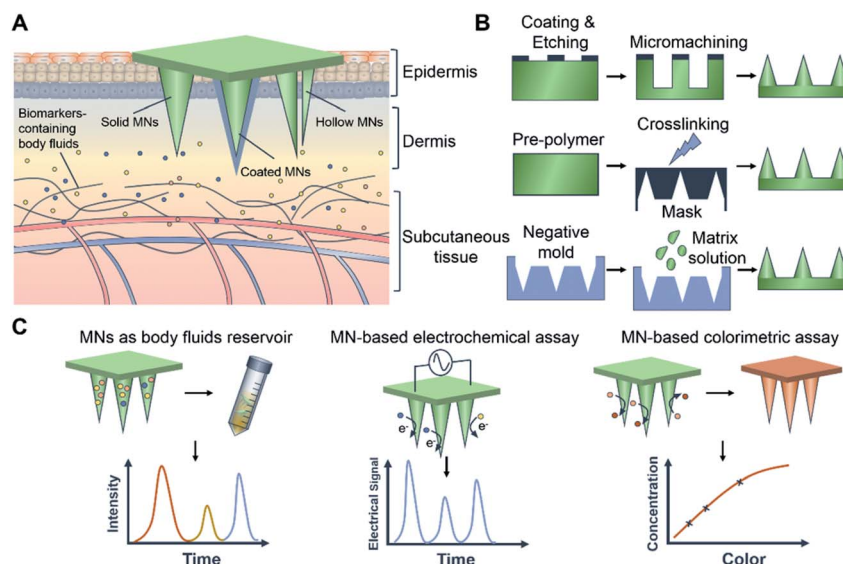 A
Epidermis
Biomarkers-
containing
body fluids
Solid MNs
Hollow MNs
Coated MNs
Dermis
Subcutaneous
tissue
B
Coating &
Etching
Micromachining
Pre-polymer
Crosslinking
Mask
Negative
mold
Matrix
solution
C
MNs as body fluids reservoir
Intensity
Time
MN-based electrochemical assay
e-
e-
e-
Electrical Signal
Time
MN-based colorimetric assay
Concentration
Color